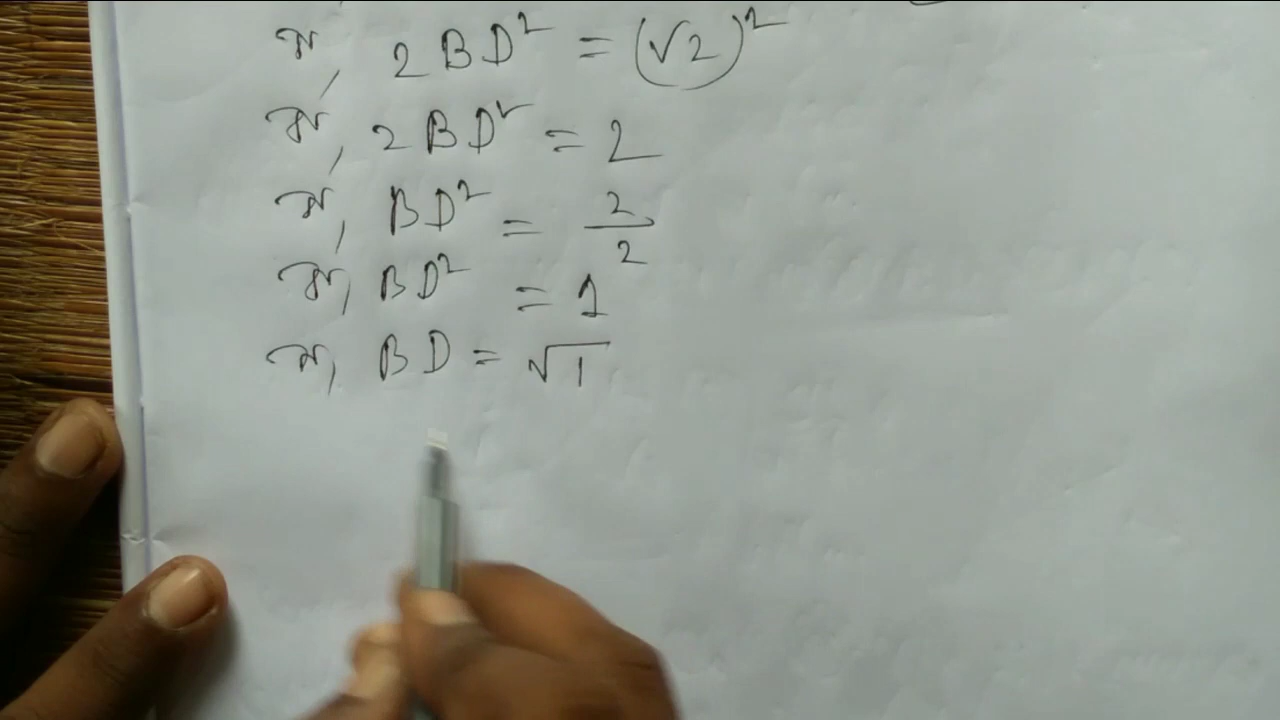 বা, 2BD² = (√2)²
বা, 2BD² = 2
বা, BD² = 2/2
বা, BD² = 1
বা, BD = √1